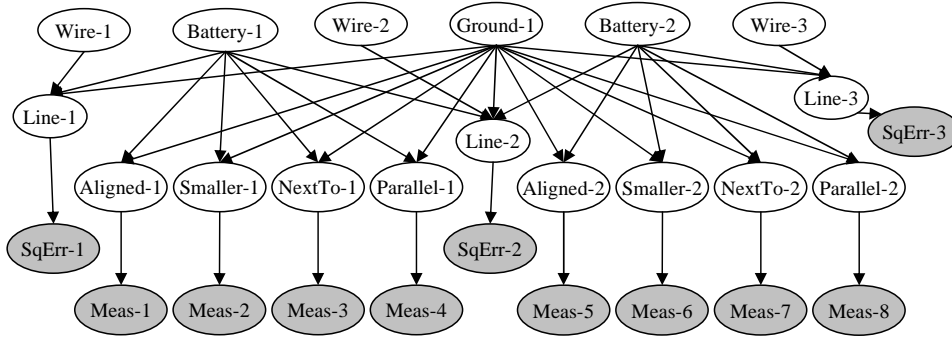 Wire-1 Battery-1 Wire-2 Ground-1 Battery-2 Wire-3
Line-1 Line-2 Line-3
SqErr-3
Aligned-1 Smaller-1 NextTo-1 Parallel-1 Aligned-2 Smaller-2 NextTo-2 Parallel-2
SqErr-1 SqErr-2
Meas-1 Meas-2 Meas-3 Meas-4 Meas-5 Meas-6 Meas-7 Meas-8